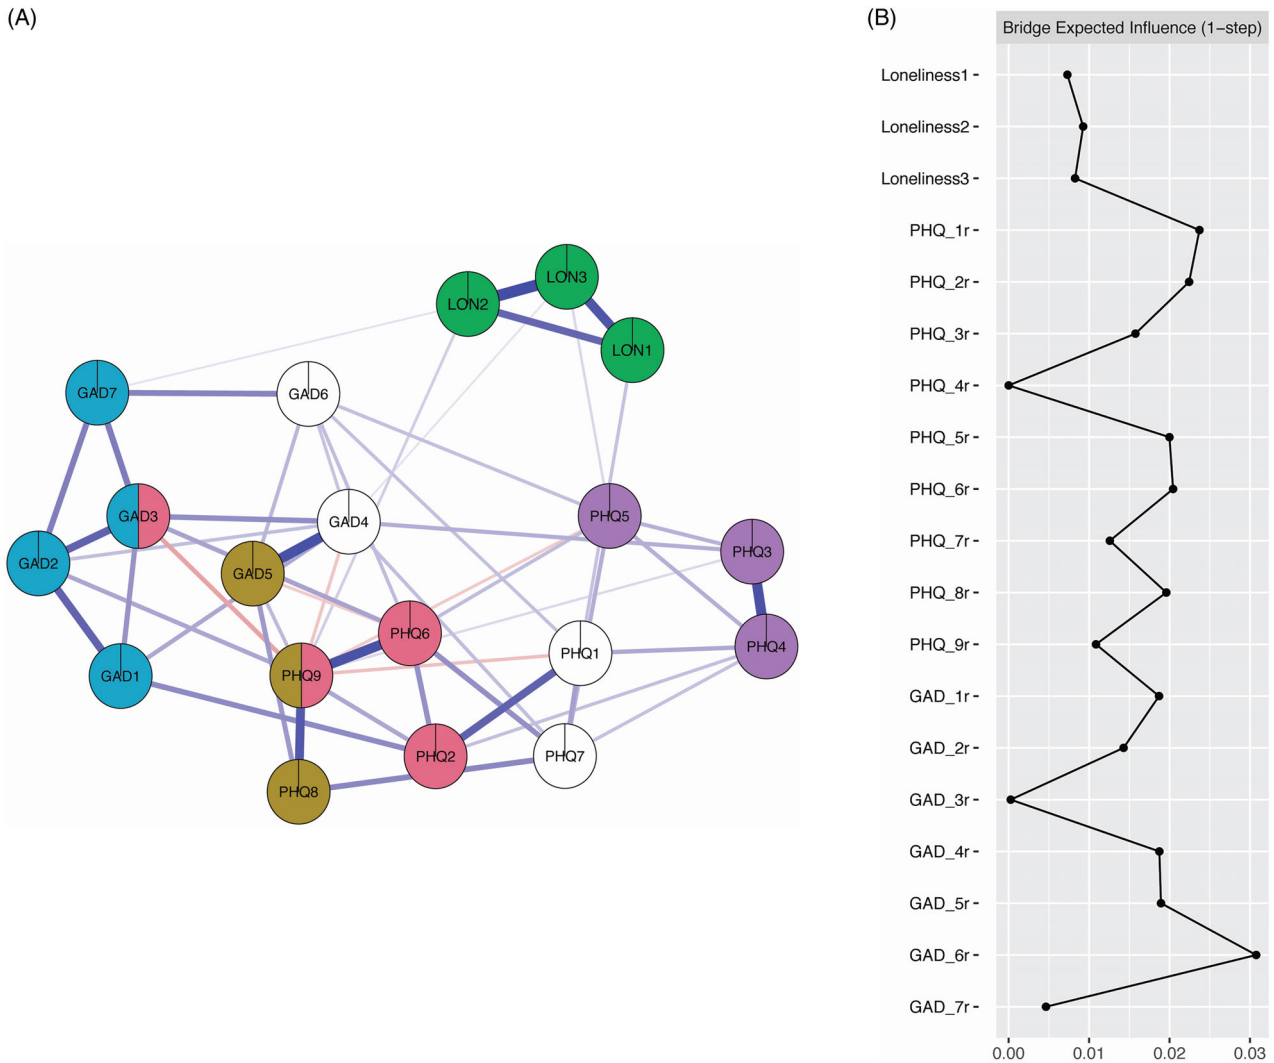 (A)
LON3
LON2
LON1
GAD7
GAD6
GAD3
GAD4
PHQ5
PHQ3
GAD2
GAD5
PHQ6
PHQ1
PHQ4
GAD1
PHQ9
PHQ2
PHQ7
PHQ8
(B)
Bridge Expected Influence (1−step)
Loneliness1
Loneliness2
Loneliness3
PHQ_1r
PHQ_2r
PHQ_3r
PHQ_4r
PHQ_5r
PHQ_6r
PHQ_7r
PHQ_8r
PHQ_9r
GAD_1r
GAD_2r
GAD_3r
GAD_4r
GAD_5r
GAD_6r
GAD_7r
0.00 0.01 0.02 0.03